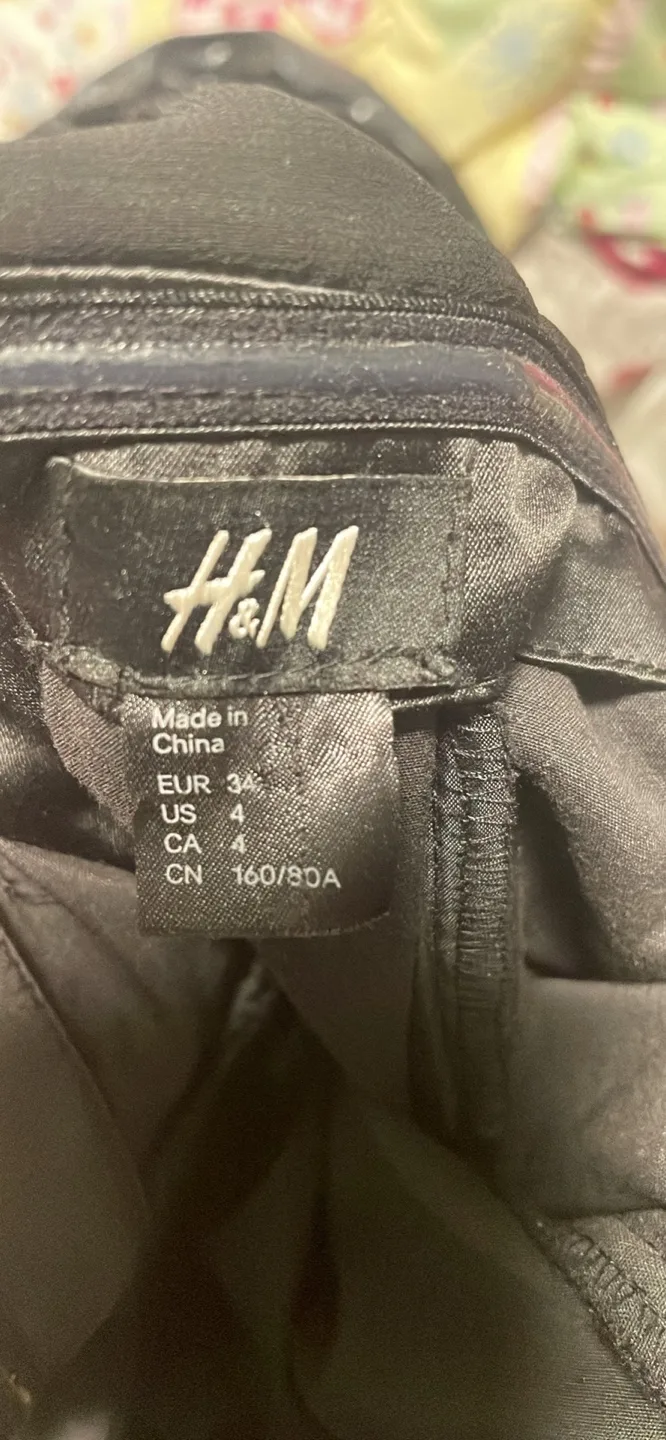 H&M
Made in
China
EUR 34
US 4
CA 4
CN 160/80A